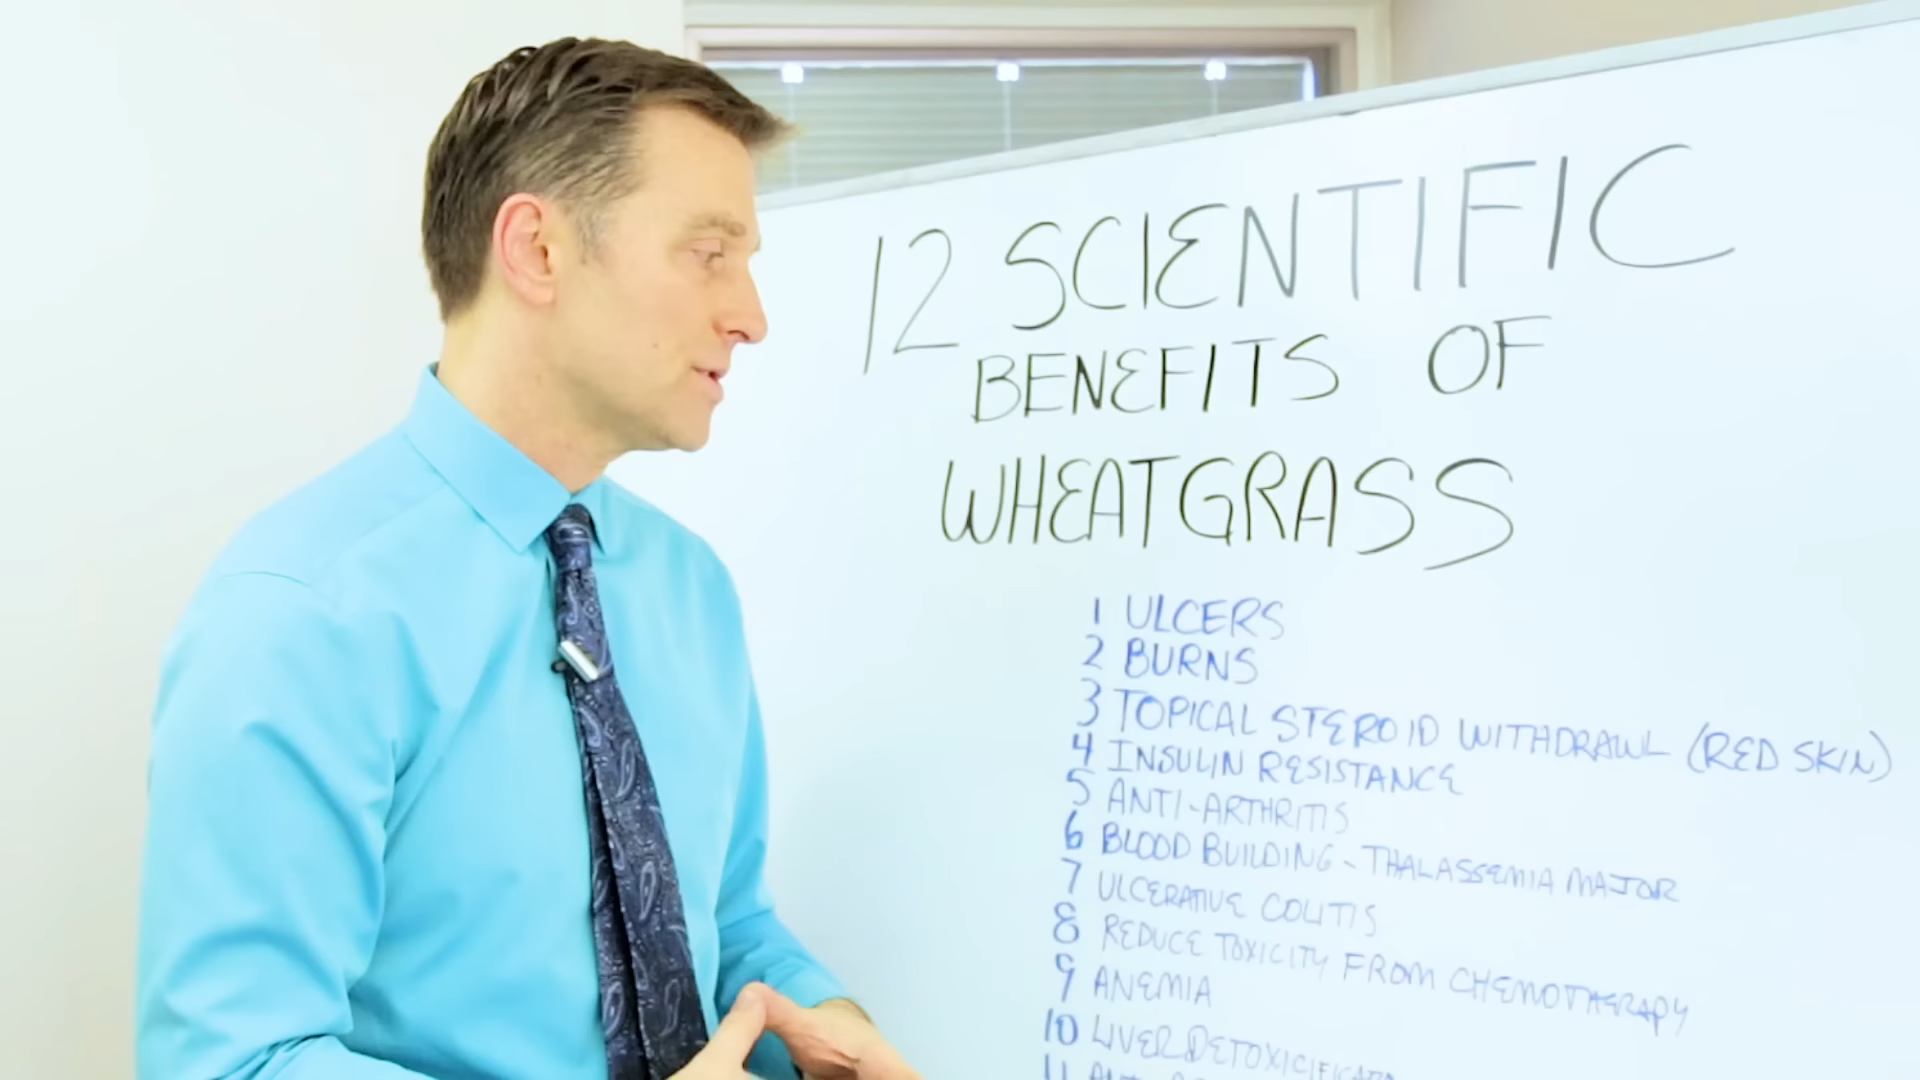 12 SCIENTIFIC
BENEFITS OF
WHEATGRASS
1 ULCERS
2 BURNS
3 TOPICAL STEROID WITHDRAWL (RED SKIN)
4 INSULIN RESISTANCE
5 ANTI-ARTHRITIS
6 BLOOD BUILDING - THALASSEMIA MAJOR
7 ULCERATIVE COLITIS
8 REDUCE TOXICITY FROM CHEMOTHERAPY
9 ANEMIA
10 LIVER
11